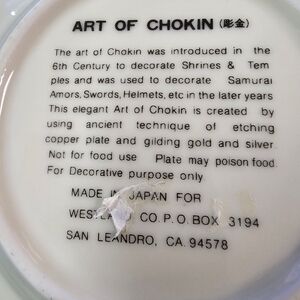 ART OF CHOKIN (彫金)
The art of Chokin was introduced in the
6th Century to decorate Shrines & Tem
ples and was used to decorate Samurai
Amors, Swords, Helmets, etc in the later years
This elegant Art of Chokin is created by
using ancient technique of etching
copper plate and gilding gold and silver.
Not for food use Plate may poison food.
For Decorative purpose only.
MADE IN JAPAN FOR
WESTLAND CO. P.O. BOX 3194
SAN LEANDRO, CA. 94578